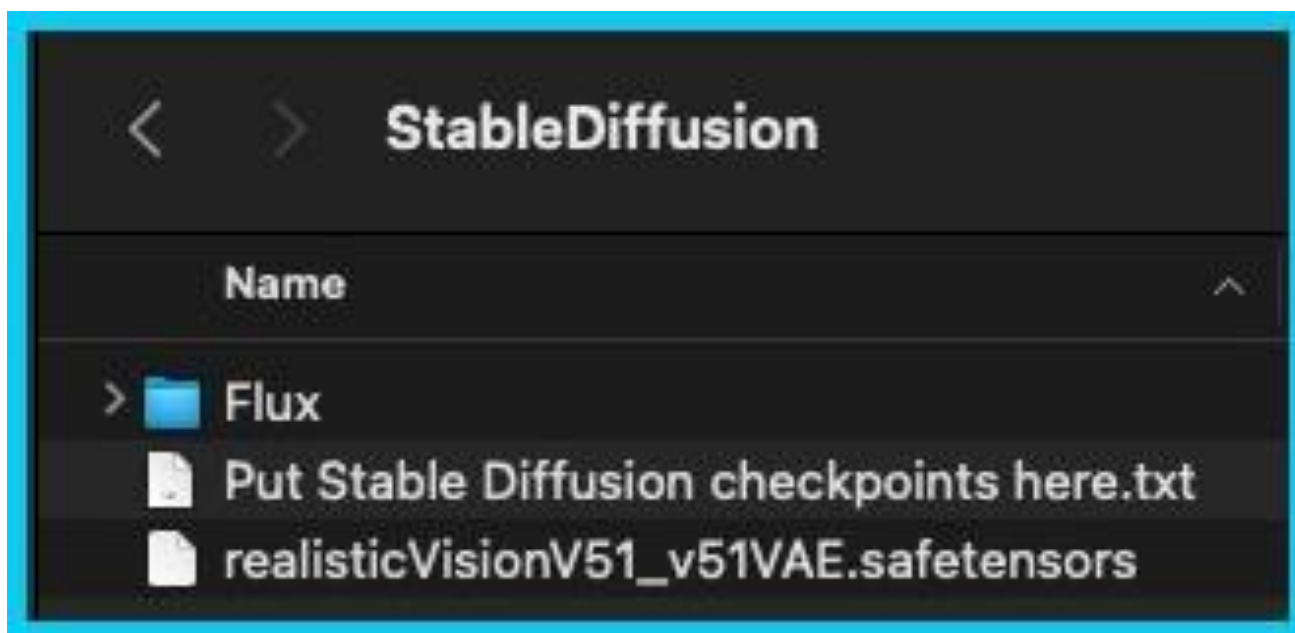 StableDiffusion
Name
Flux
Put Stable Diffusion checkpoints here.txt
realisticVisionV51_v51VAE.safetensors